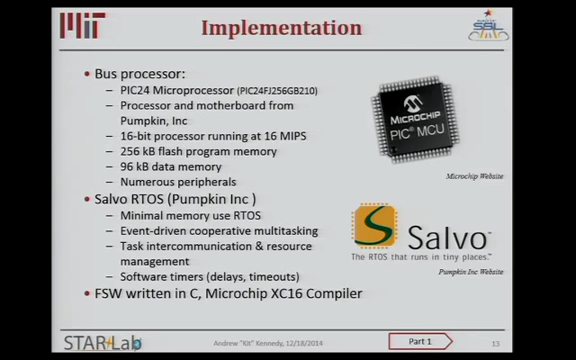 MIT
Implementation
SSL
• Bus processor:
– PIC24 Microprocessor (PIC24FJ256GB210)
– Processor and motherboard from
Pumpkin, Inc
– 16-bit processor running at 16 MIPS
– 256 kB flash program memory
– 96 kB data memory
– Numerous peripherals
MICROCHIP
PIC® MCU
Microchip Website
• Salvo RTOS (Pumpkin Inc )
– Minimal memory use RTOS
– Event-driven cooperative multitasking
– Task intercommunication & resource
management
– Software timers (delays, timeouts)
Salvo™
The RTOS that runs in tiny places.™
Pumpkin Inc Website
• FSW written in C, Microchip XC16 Compiler
STAR Lab
Andrew "Kit" Kennedy, 12/18/2014
Part 1
13